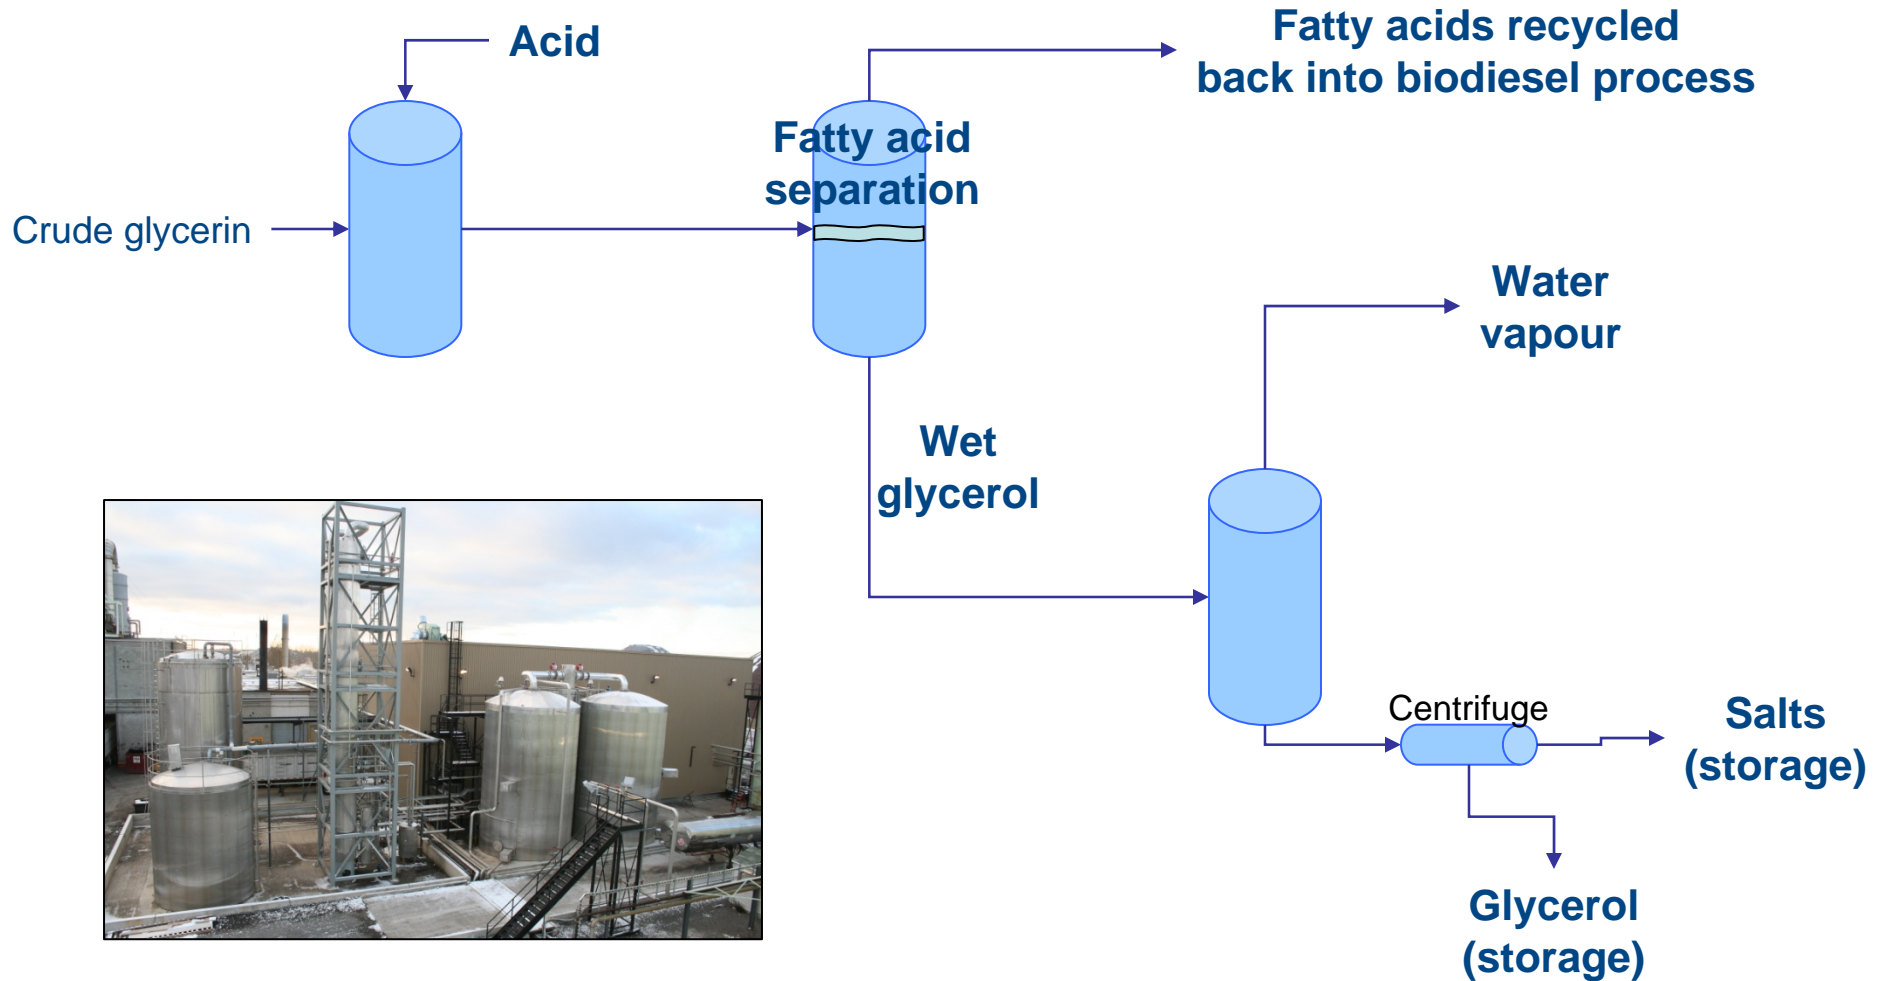 Acid
Fatty acids recycled
back into biodiesel process
Fatty acid
separation
Crude glycerin
Water
vapour
Wet
glycerol
Centrifuge
Salts
(storage)
Glycerol
(storage)